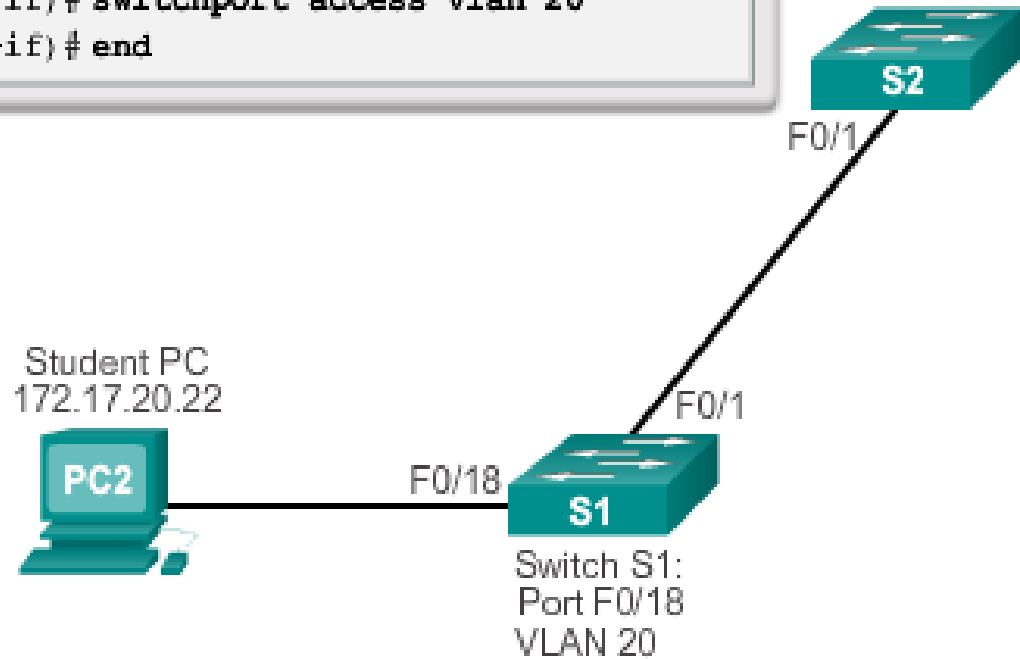 if)# switchport access vlan 20
-if)# end
S2
F0/1
Student PC
172.17.20.22
F0/1
PC2
F0/18
S1
Switch S1:
Port F0/18
VLAN 20